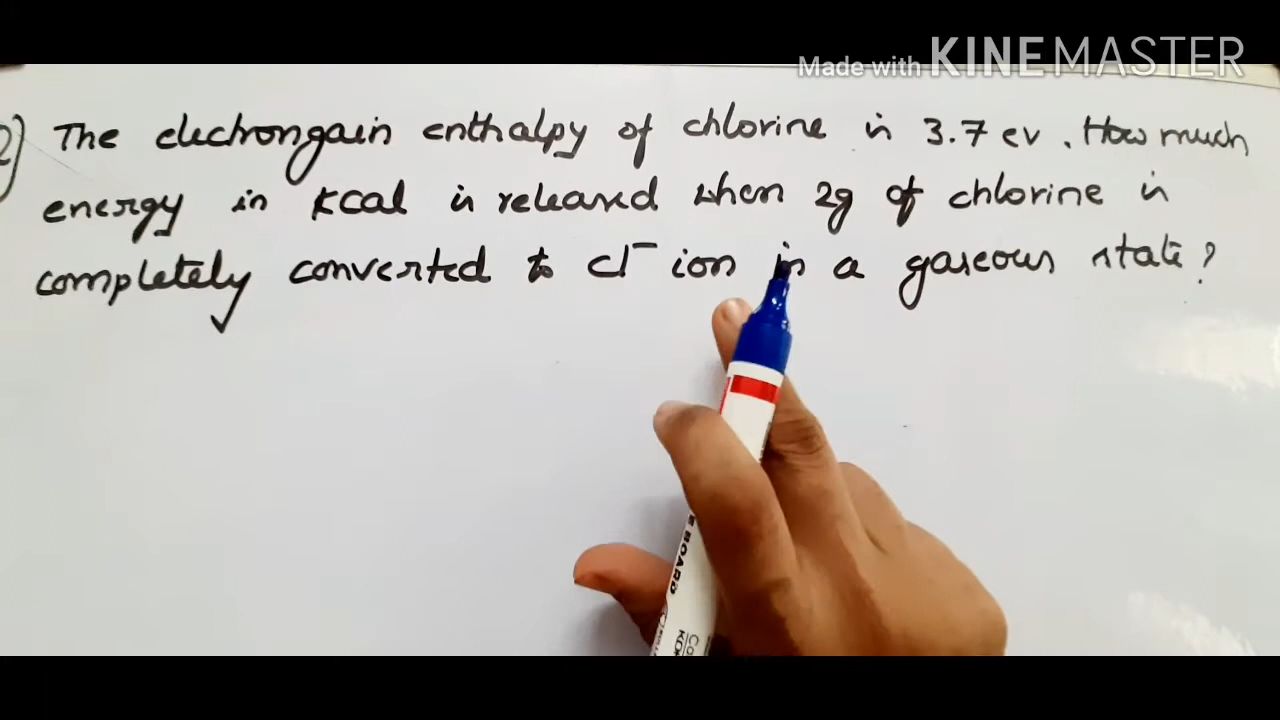 Made with KINEMASTER
2) The electrongain enthalpy of chlorine is 3.7 ev. How much
energy in Kcal is released when 2g of chlorine is
completely converted to Cl⁻ ion in a gaseous state?
BOARD